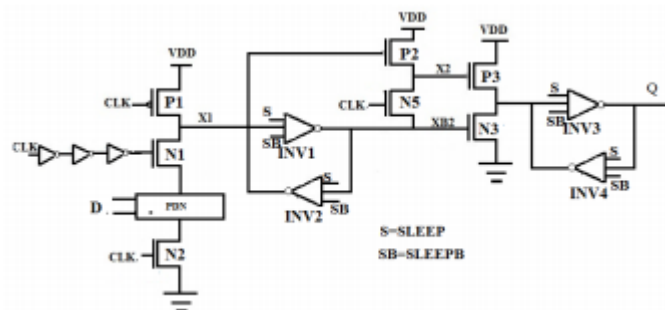 VDD
VDD
VDD
P2
X2
P3
Q
CLK
P1
S
N5
S
X1
CLK
SB
INV1
XB2
N3
SB
INV3
CLK
N1
S
S
INV2
SB
INV4
SB
D .
PDN
S=SLEEP
CLK.
N2
SB=SLEEPB